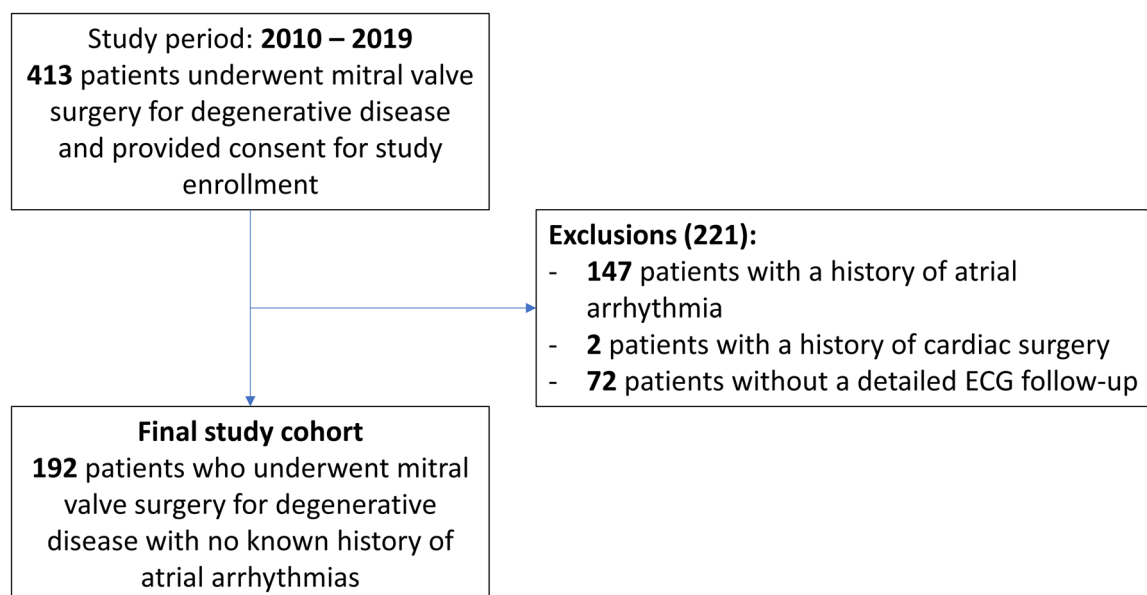 Study period: 2010 – 2019
413 patients underwent mitral valve
surgery for degenerative disease
and provided consent for study
enrollment
Exclusions (221):
- 147 patients with a history of atrial
arrhythmia
- 2 patients with a history of cardiac surgery
- 72 patients without a detailed ECG follow-up
Final study cohort
192 patients who underwent mitral
valve surgery for degenerative
disease with no known history of
atrial arrhythmias